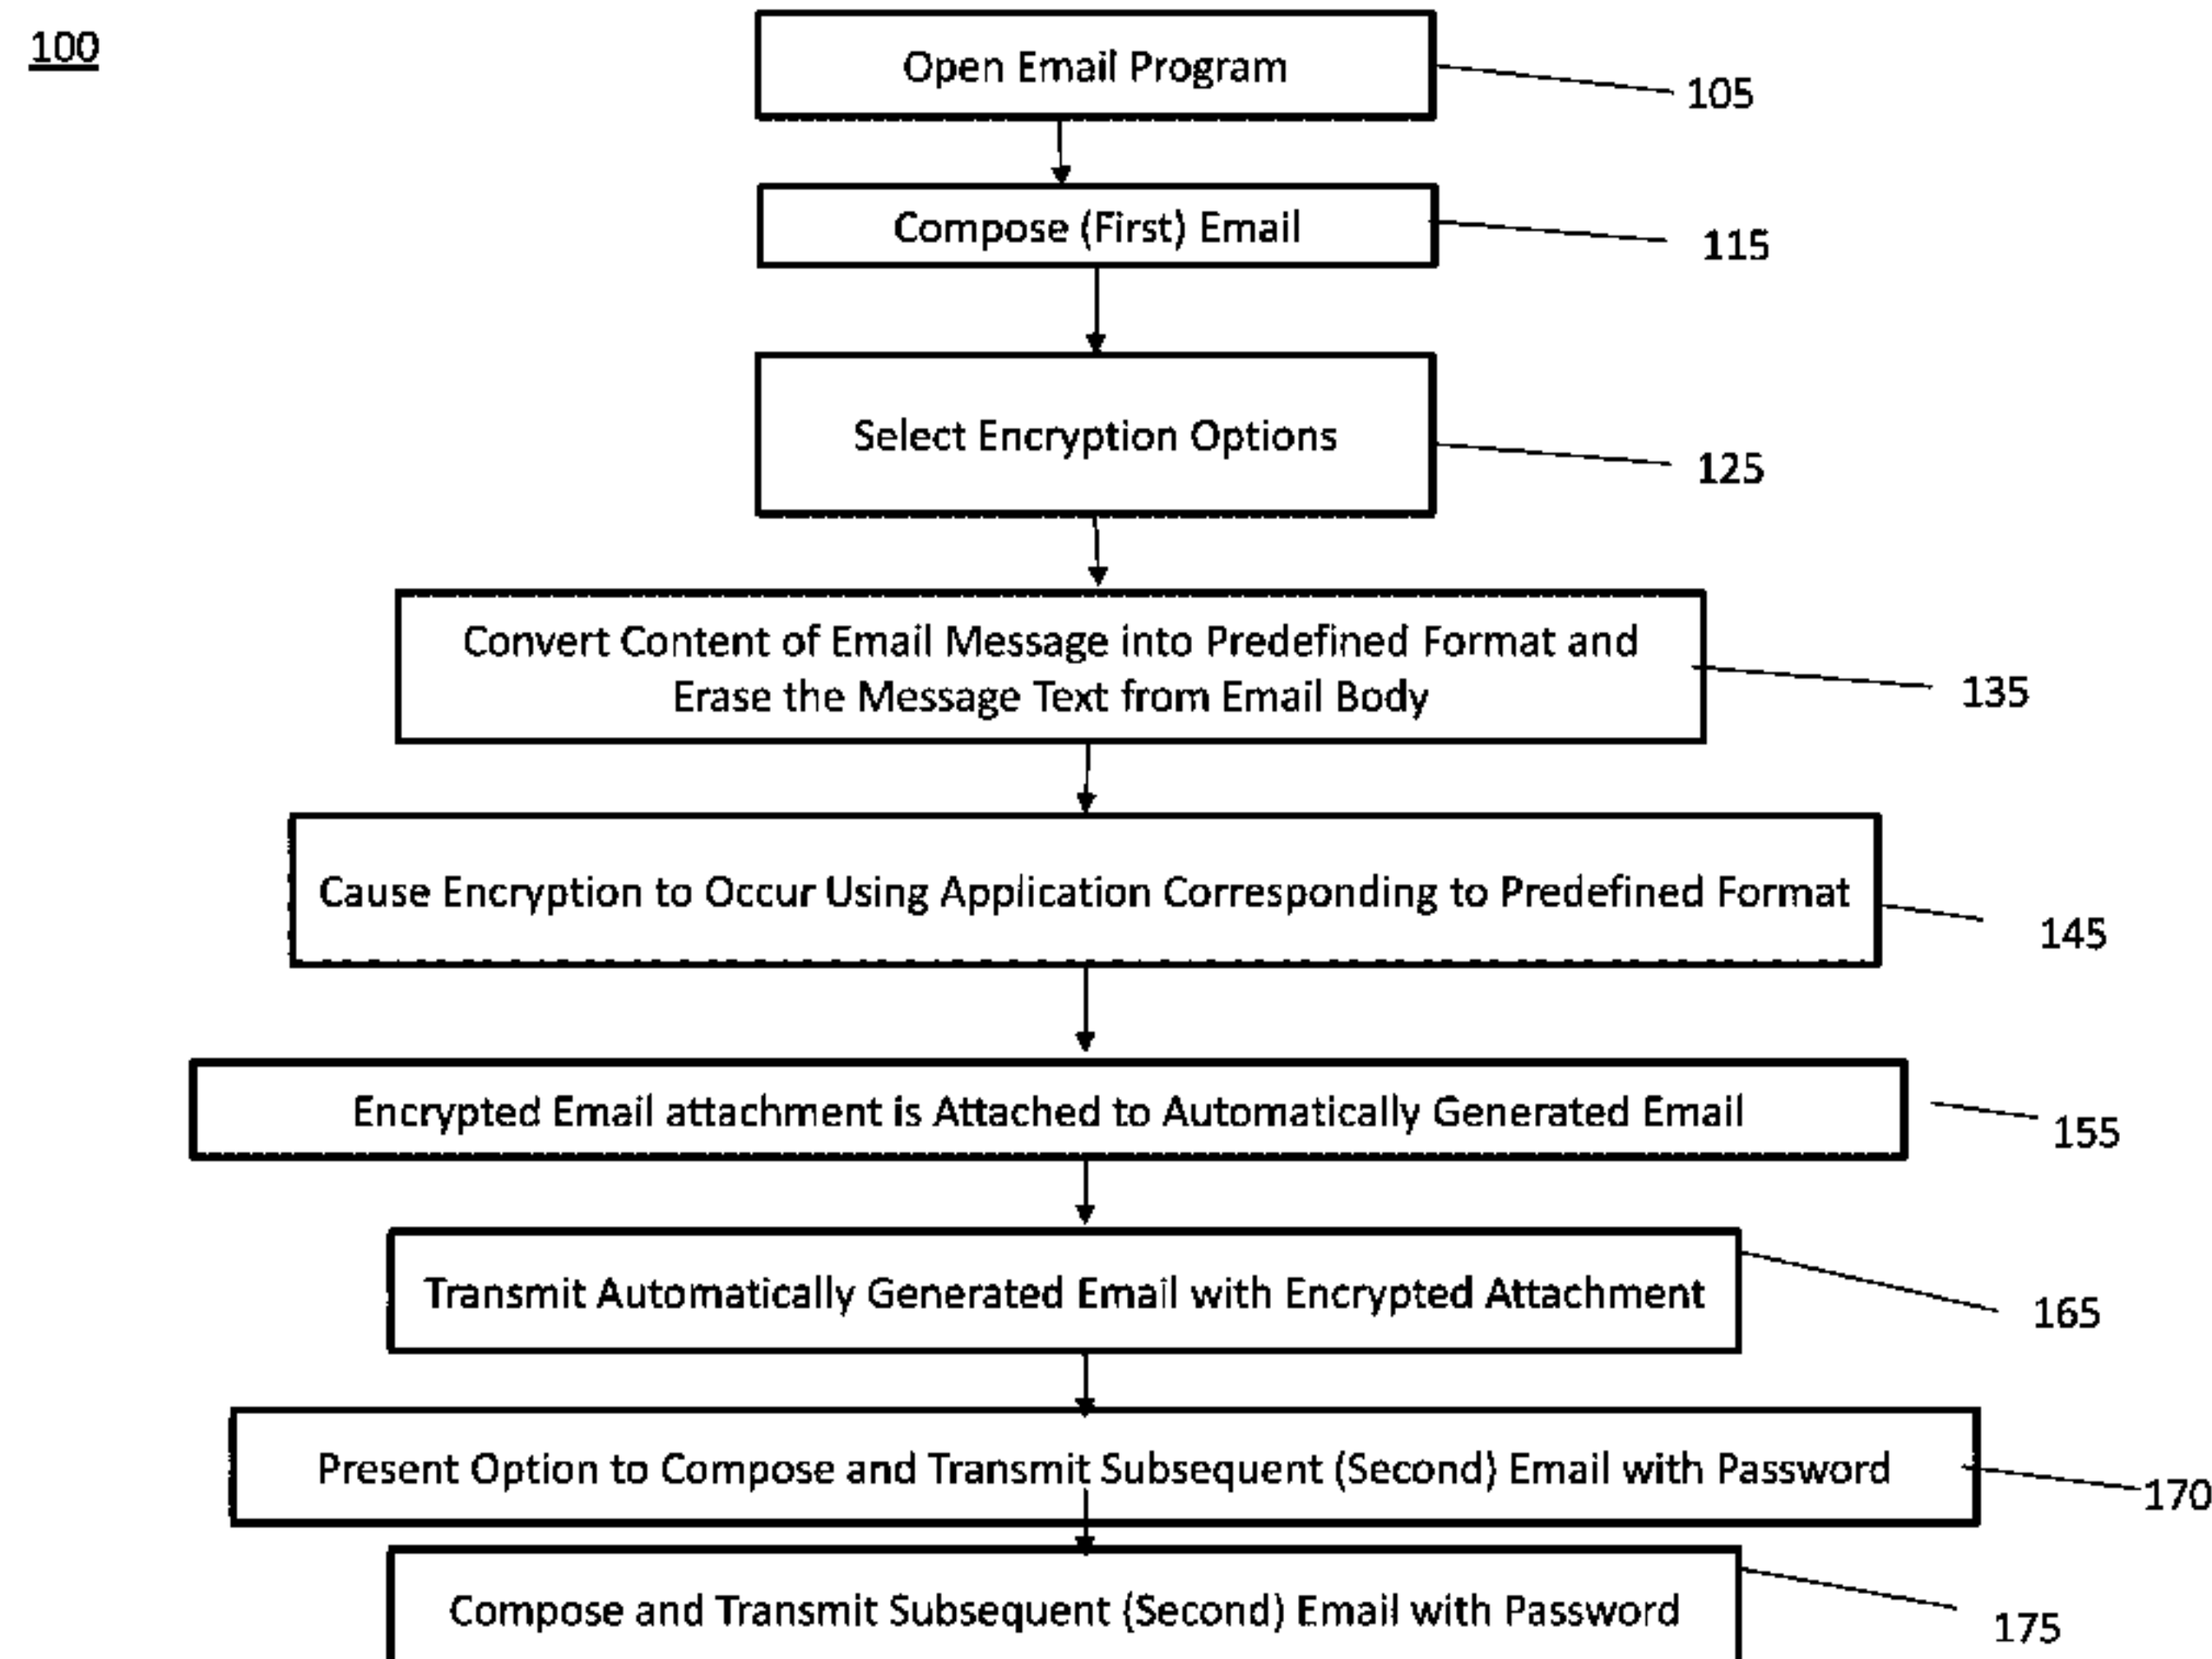 100
Open Email Program
105
Compose (First) Email
115
Select Encryption Options
125
Convert Content of Email Message into Predefined Format and
Erase the Message Text from Email Body
135
Cause Encryption to Occur Using Application Corresponding to Predefined Format
145
Encrypted Email attachment is Attached to Automatically Generated Email
155
Transmit Automatically Generated Email with Encrypted Attachment
165
Present Option to Compose and Transmit Subsequent (Second) Email with Password
170
Compose and Transmit Subsequent (Second) Email with Password
175